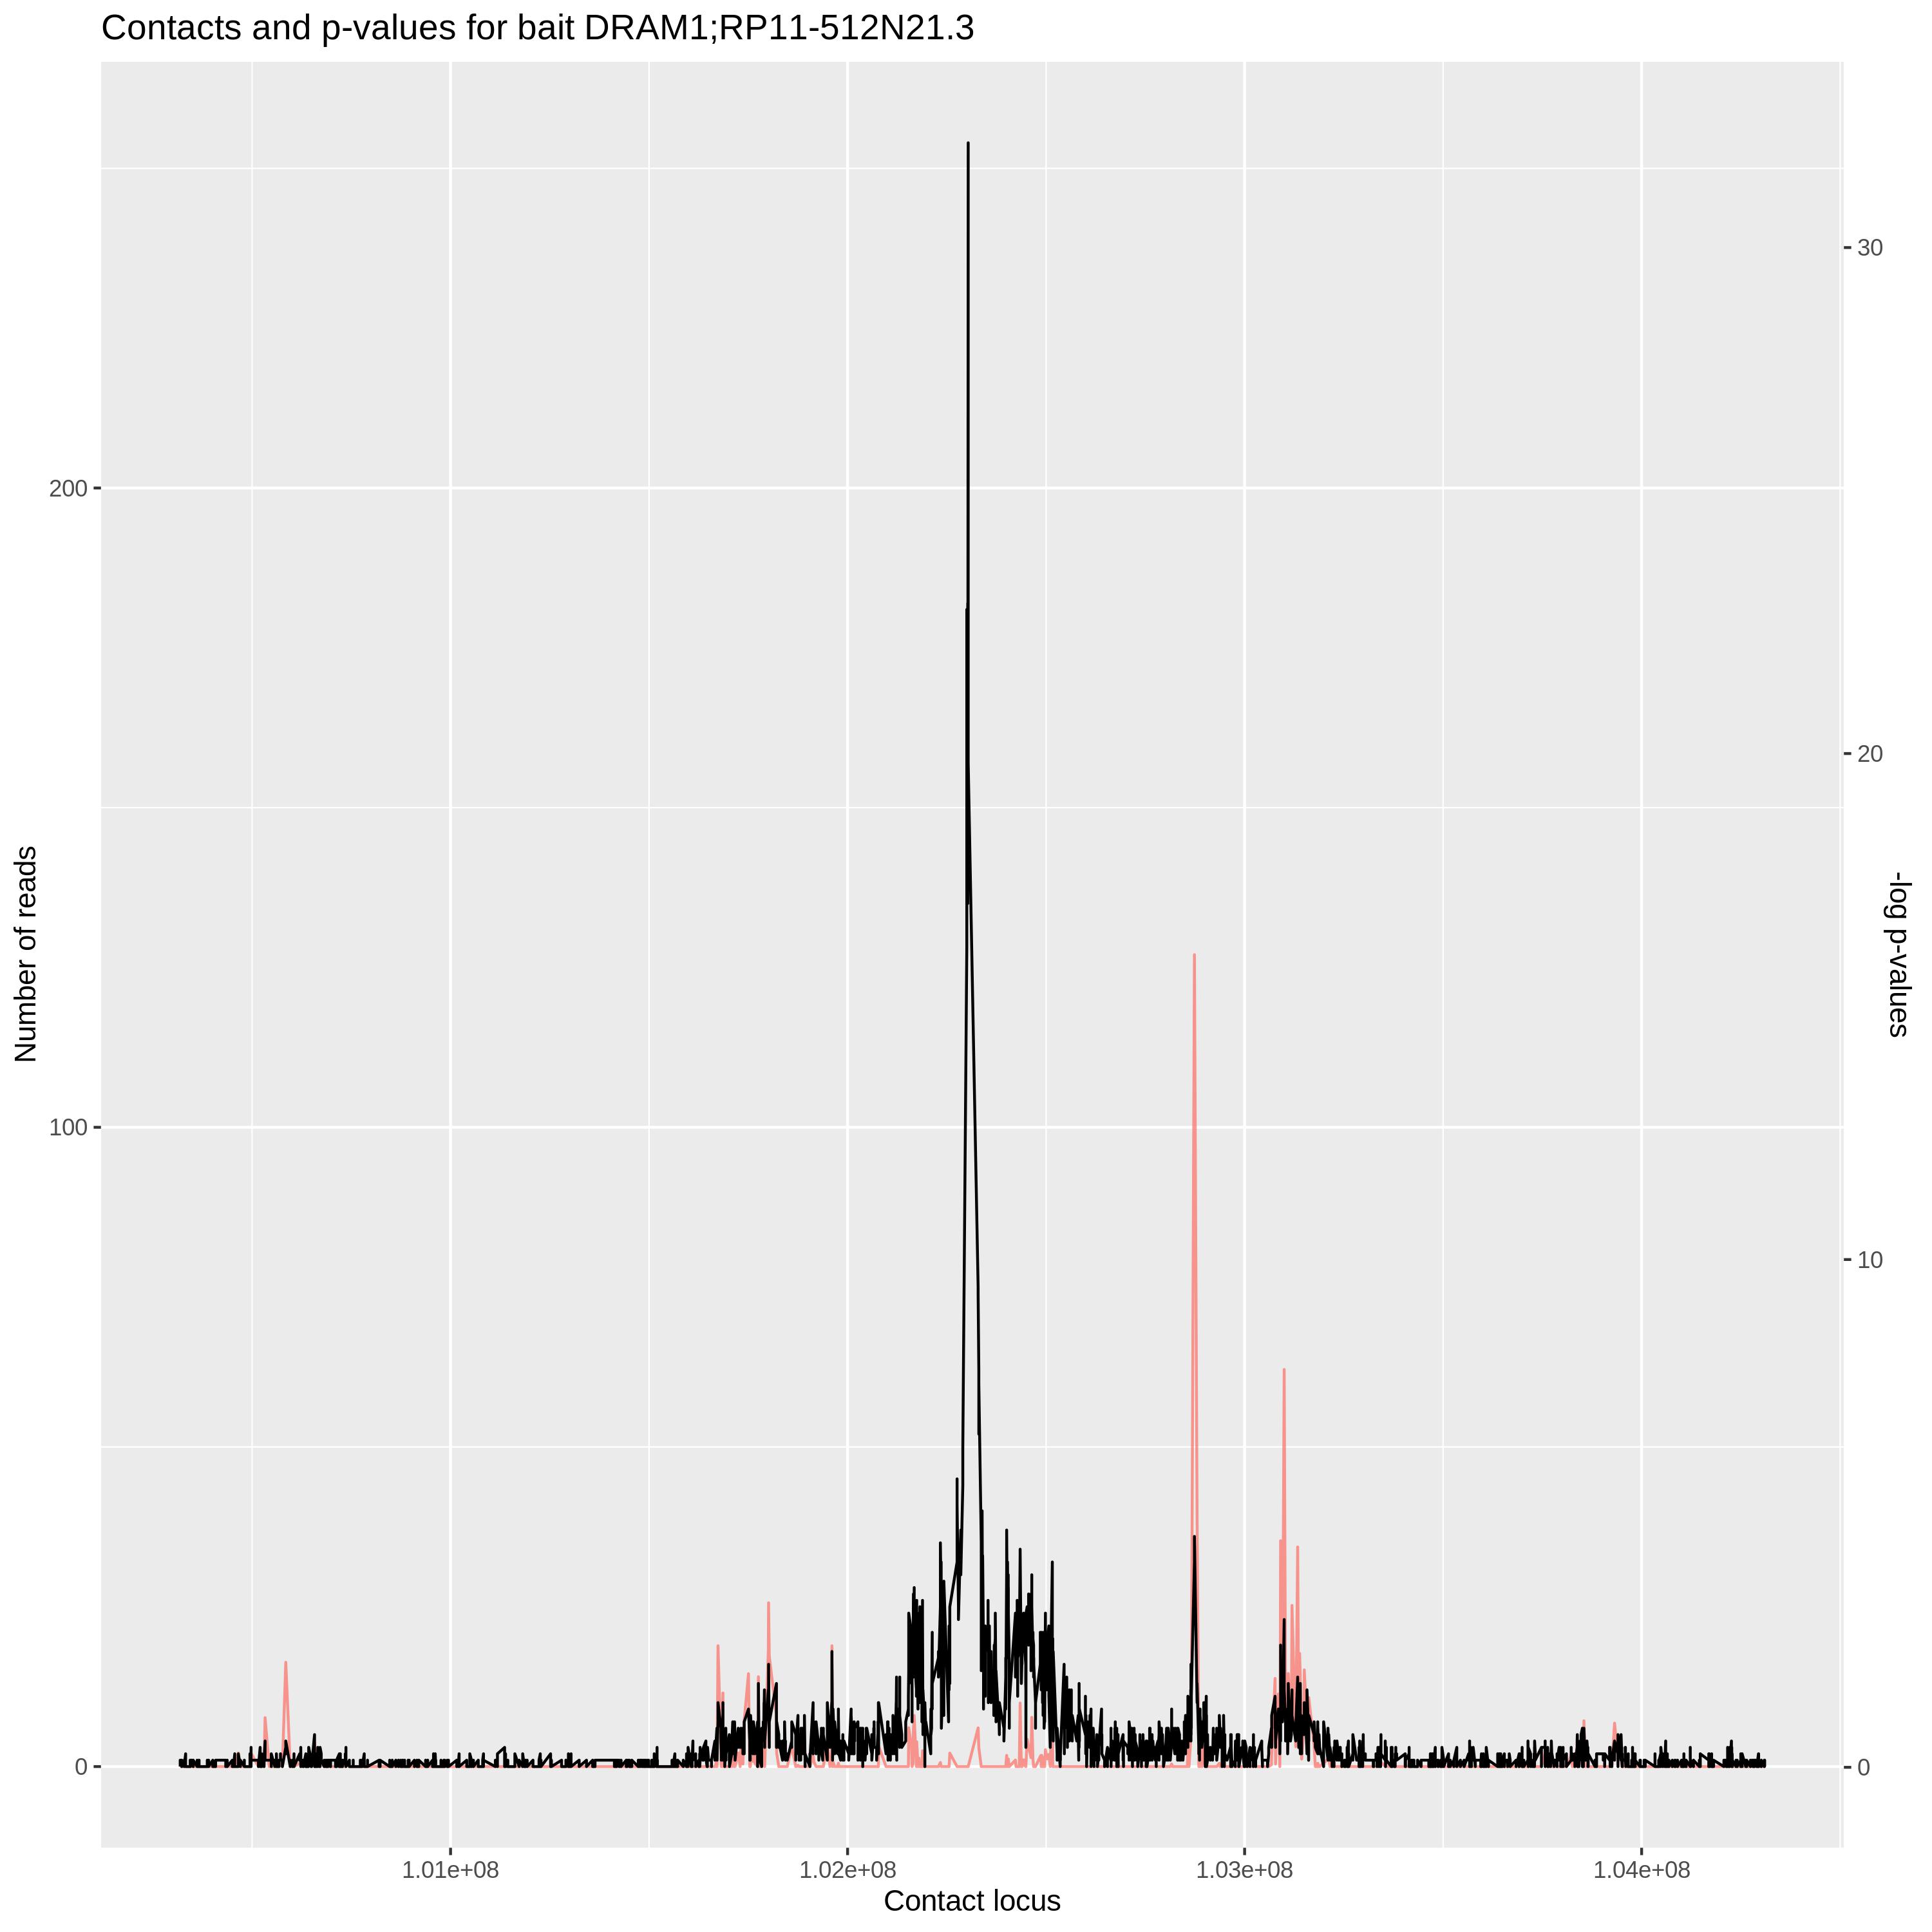 Contacts and p-values for bait DRAM1;RP11-512N21.3
Number of reads
200
100
0
30
20
10
0
-log p-values
1.01e+08 1.02e+08 1.03e+08 1.04e+08
Contact locus